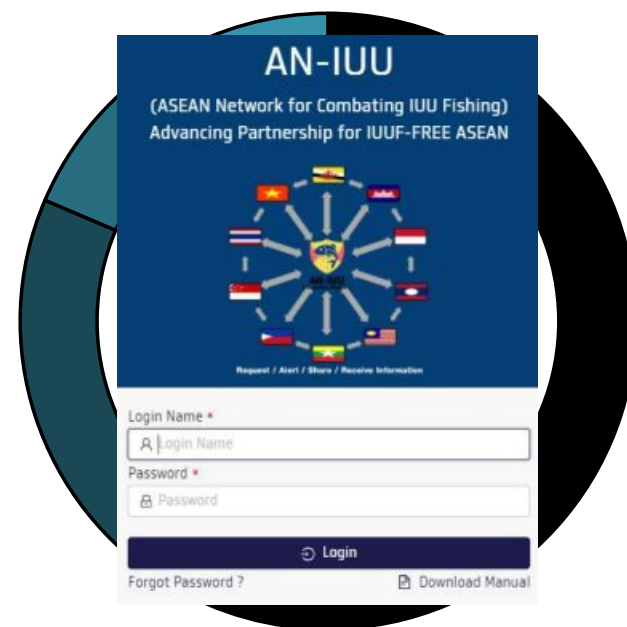 AN-IUU
(ASEAN Network for Combating IUU Fishing)
Advancing Partnership for IUUF-FREE ASEAN
AN-IUU
Request / Alert / Share / Receive Information
Login Name *
Login Name
Password *
Password
Login
Forgot Password ?
Download Manual